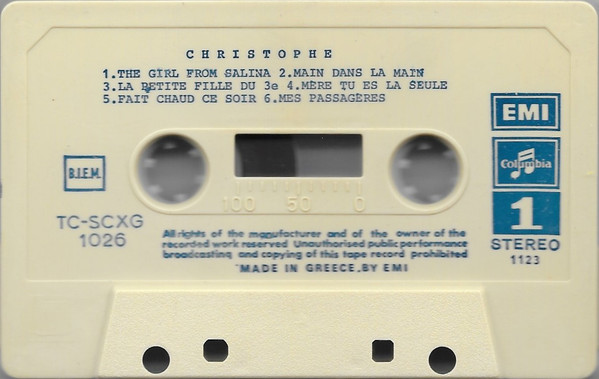 CHRISTOPHE
1.THE GIRL FROM SALINA 2.MAIN DANS LA MAIN
3.LA PETITE FILLE DU 3e 4.MÈRE TU ES LA SEULE
5.FAIT CHAUD CE SOIR 6.MES PASSAGÈRES
EMI
Columbia
B.I.E.M.
100 50 0
1
TC-SCXG
1026
STEREO
1123
All rights of the manufacturer and of the owner of the
recorded work reserved Unauthorised public performance
broadcasting and copying of this tape record prohibited
MADE IN GREECE, BY EMI